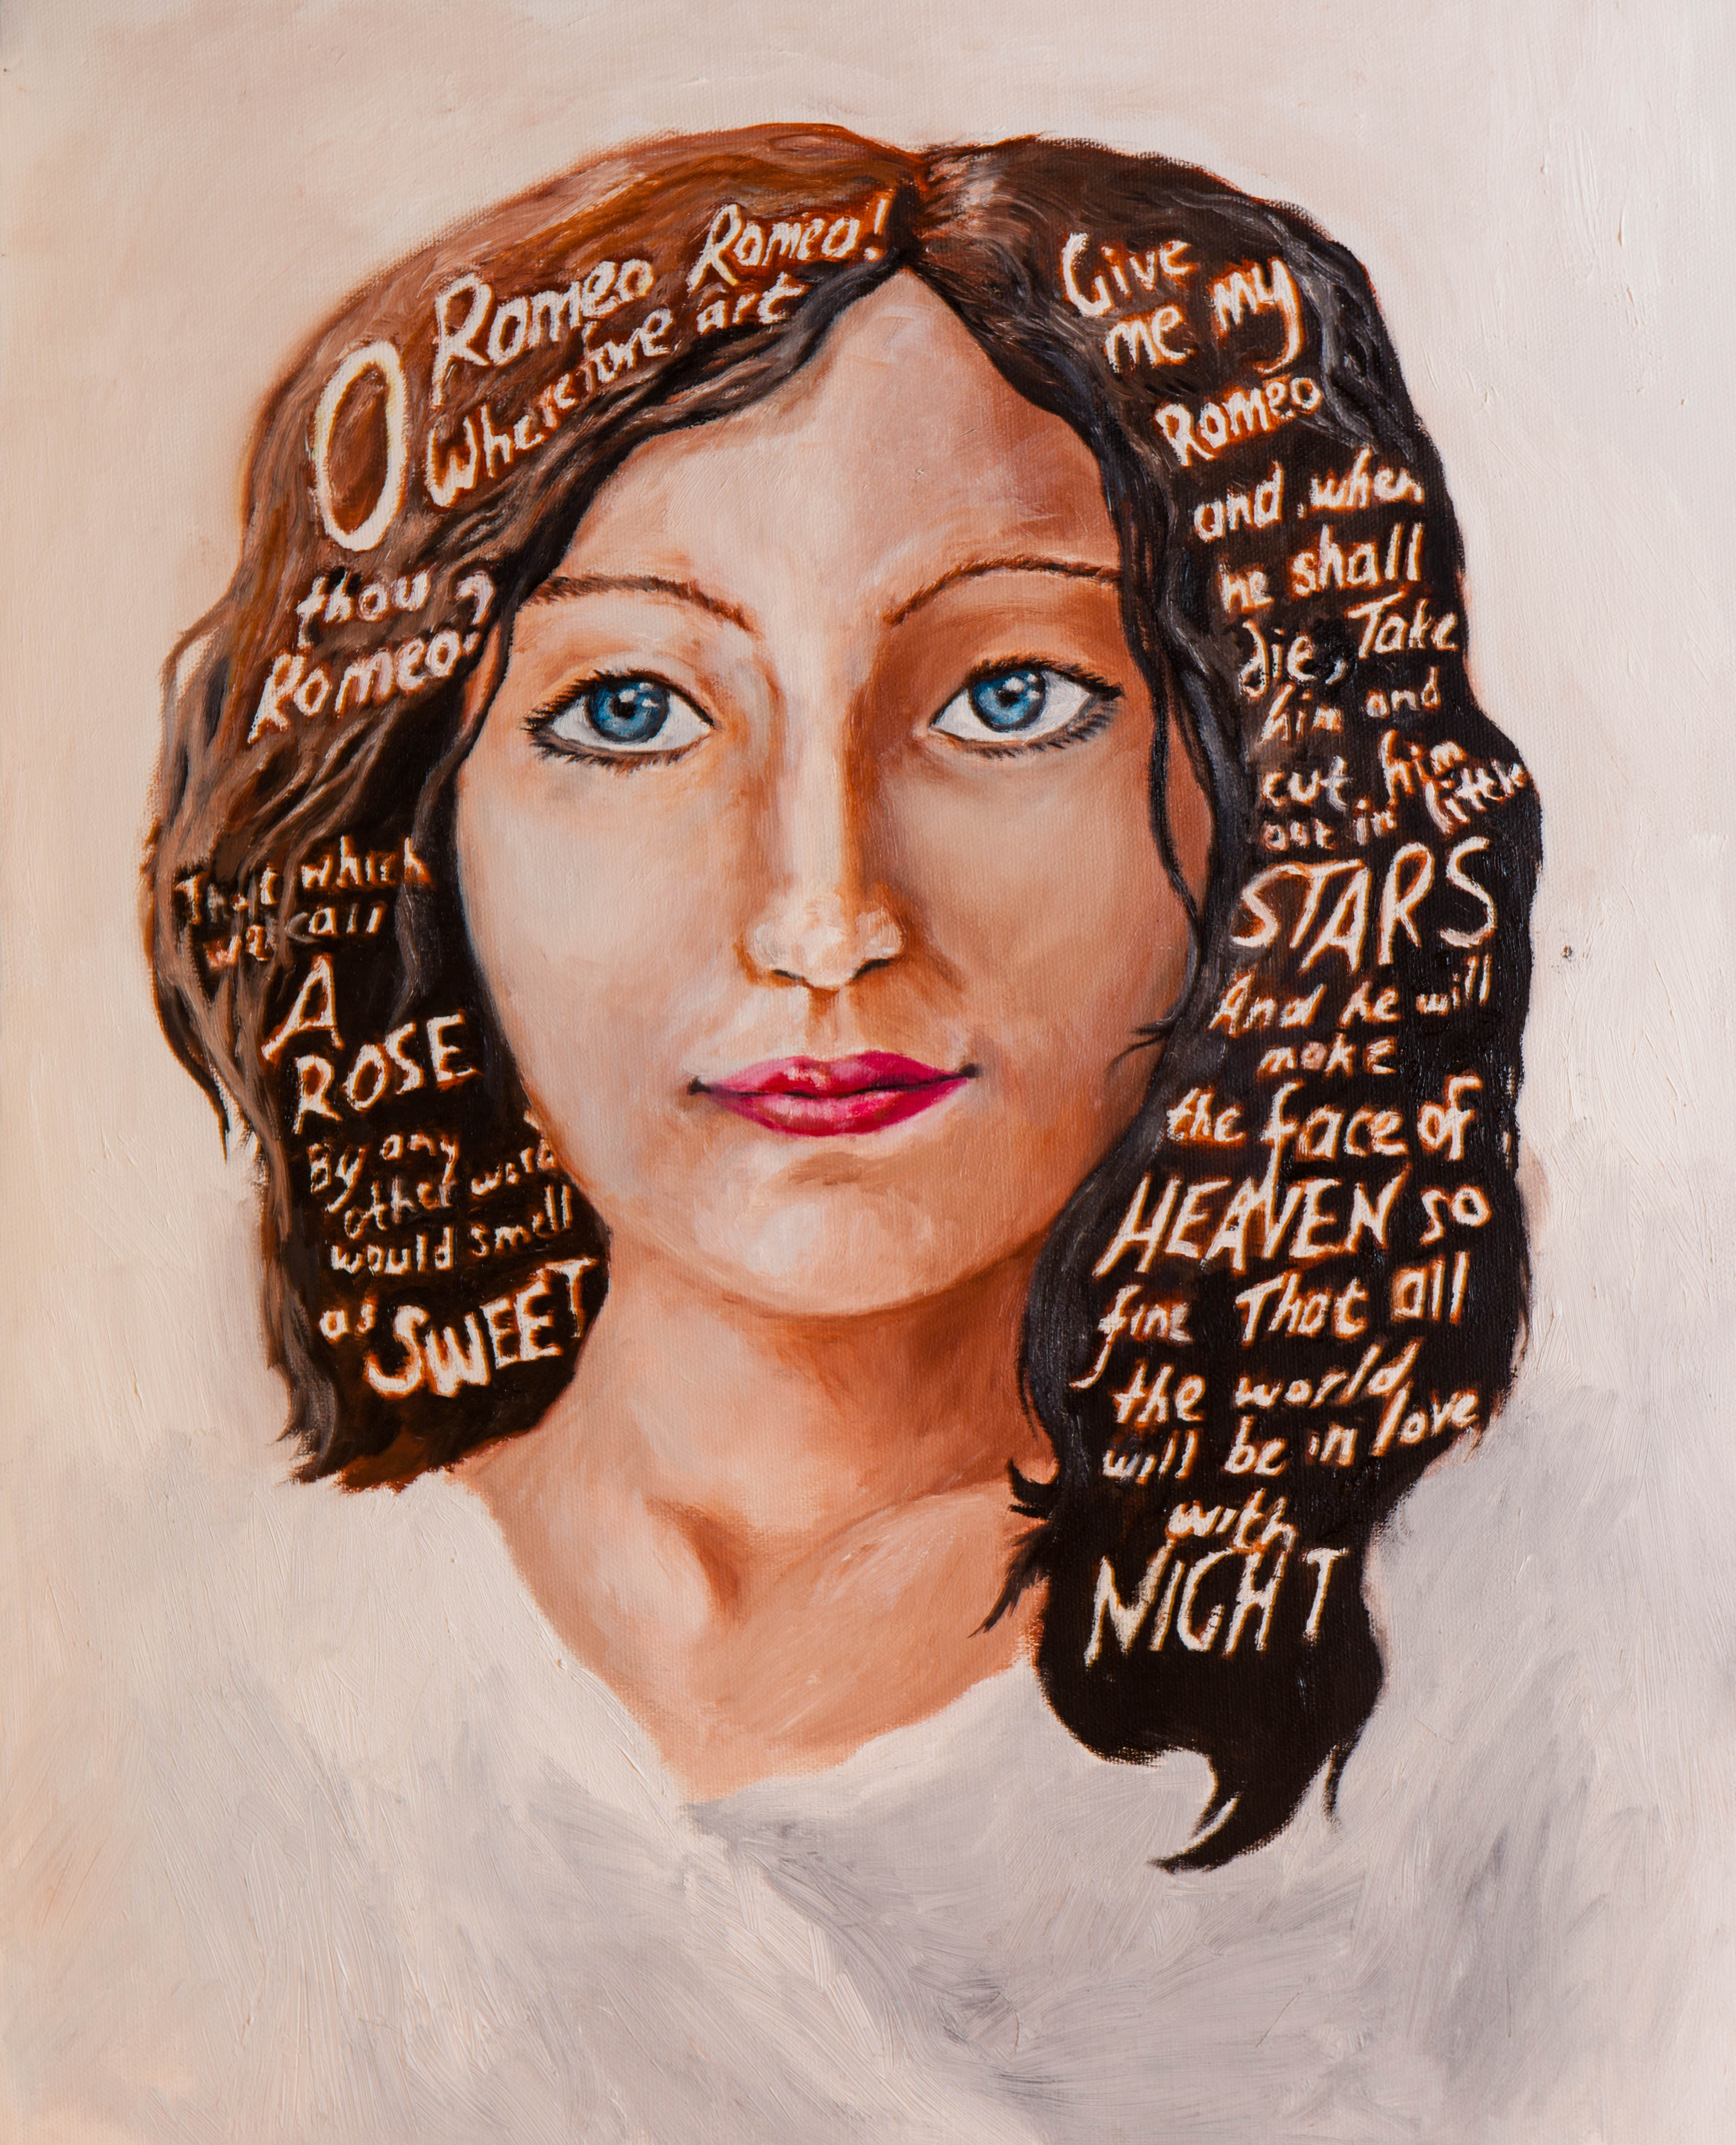 O Romeo Romeo!
Wherefore art
thou
Romeo?
That which
we call
A
ROSE
By any
other word
would smell
as SWEET
Give
me my
Romeo
and, when
he shall
die, Take
him and
cut him
out in little
STARS
And he will
make
the face of
HEAVEN so
fine That all
the world
will be in love
with
NIGHT